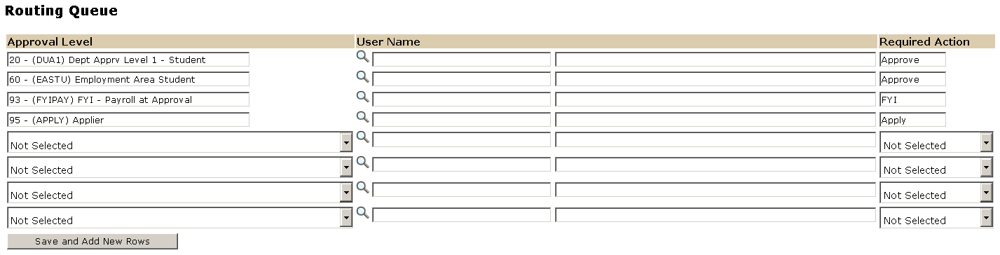 Routing Queue
Approval Level User Name Required Action
20 - (DUA1) Dept Apprv Level 1 - Student Approve
60 - (EASTU) Employment Area Student Approve
93 - (FYIPAY) FYI - Payroll at Approval FYI
95 - (APPLY) Applier Apply
Not Selected Not Selected
Not Selected Not Selected
Not Selected Not Selected
Not Selected Not Selected
Save and Add New Rows